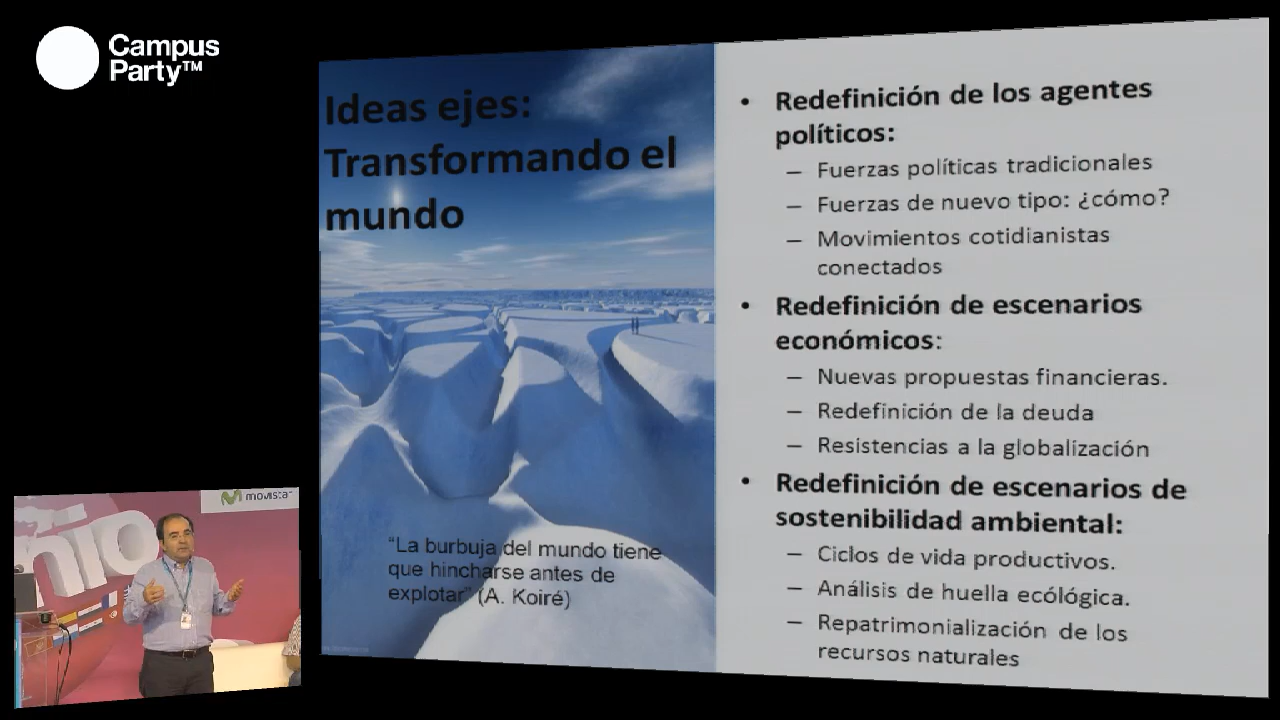 Campus
Party™
Ideas ejes:
Transformando el
mundo
“La burbuja del mundo tiene
que hincharse antes de
explotar” (A. Koiré)
• Redefinición de los agentes
políticos:
– Fuerzas políticas tradicionales
– Fuerzas de nuevo tipo: ¿cómo?
– Movimientos cotidianistas
conectados
• Redefinición de escenarios
económicos:
– Nuevas propuestas financieras.
– Redefinición de la deuda
– Resistencias a la globalización
• Redefinición de escenarios de
sostenibilidad ambiental:
– Ciclos de vida productivos.
– Análisis de huella ecólógica.
– Repatrimonialización de los
recursos naturales
movistar
nio